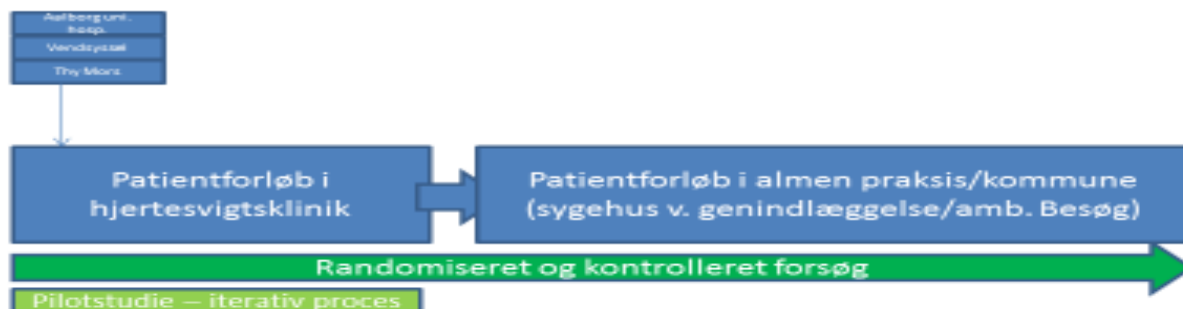 Aalborg uni.
hosp.
Vendsyssel
Thy Mors
Patientforløb i
hjertesvigtsklinik
Patientforløb i almen praksis/kommune
(sygehus v. genindlæggelse/amb. Besøg)
Randomiseret og kontrolleret forsøg
Pilotstudie – iterativ proces